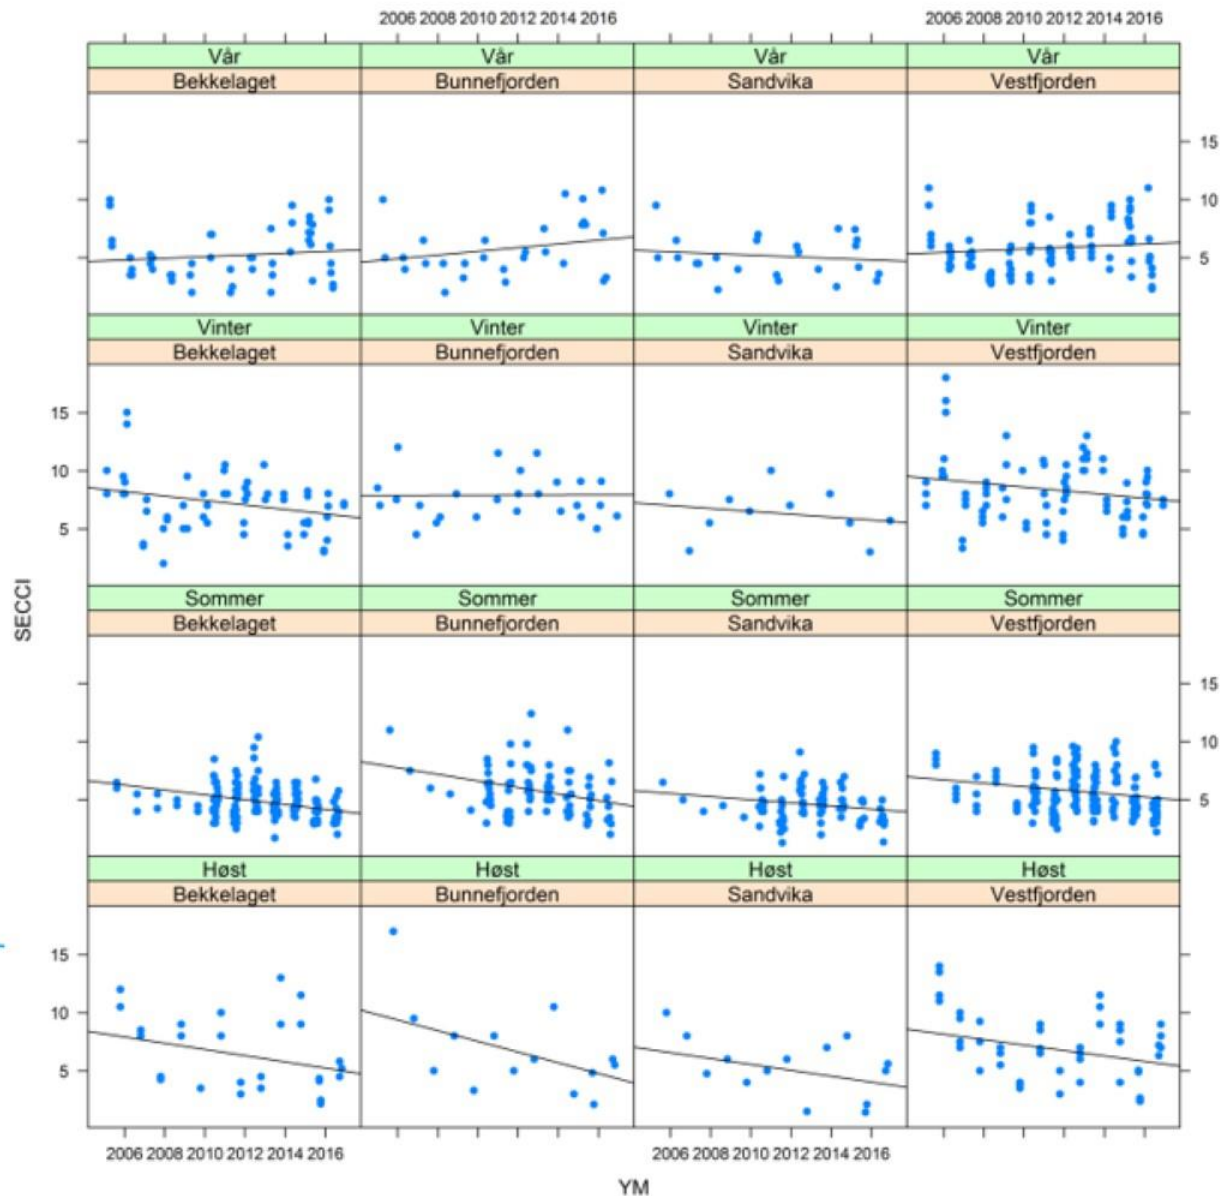 2006 2008 2010 2012 2014 2016 2006 2008 2010 2012 2014 2016
Vår Vår Vår Vår
Bekkelaget Bunnefjorden Sandvika Vestfjorden
15
10
5
Vinter Vinter Vinter Vinter
Bekkelaget Bunnefjorden Sandvika Vestfjorden
15
10
5
SECCI
Sommer Sommer Sommer Sommer
Bekkelaget Bunnefjorden Sandvika Vestfjorden
15
10
5
Høst Høst Høst Høst
Bekkelaget Bunnefjorden Sandvika Vestfjorden
15
10
5
2006 2008 2010 2012 2014 2016 2006 2008 2010 2012 2014 2016
YM